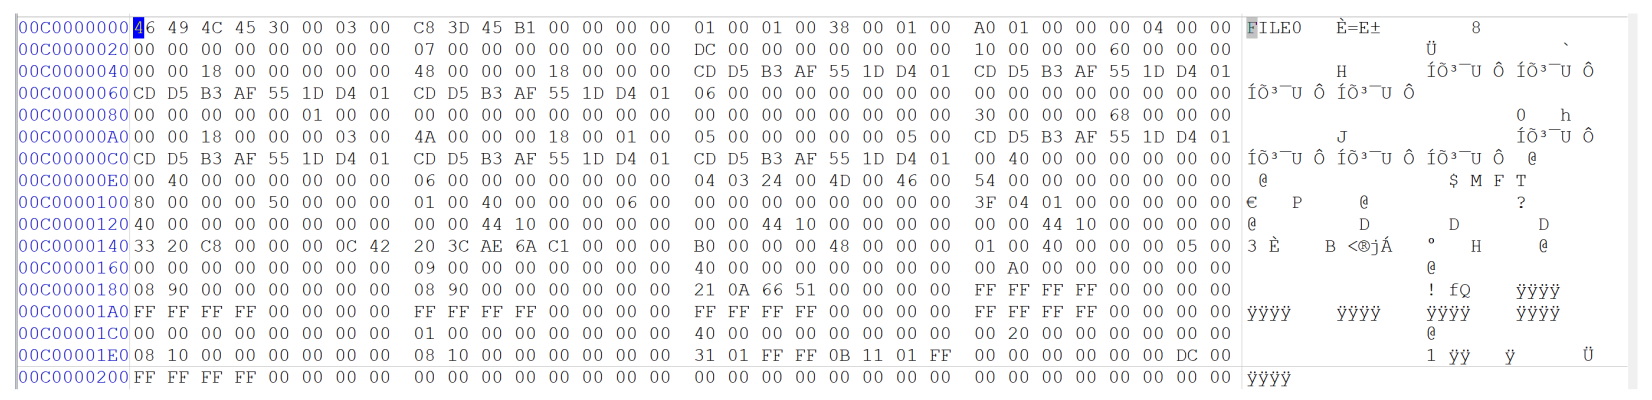 00C0000000 46 49 4C 45 30 00 03 00 C8 3D 45 B1 00 00 00 00 01 00 01 00 38 00 01 00 A0 01 00 00 00 04 00 00 FILE0 È=E± 8
00C0000020 00 00 00 00 00 00 00 00 07 00 00 00 00 00 00 00 DC 00 00 00 00 00 00 00 10 00 00 00 60 00 00 00 Ü `
00C0000040 00 00 18 00 00 00 00 00 48 00 00 00 18 00 00 00 CD D5 B3 AF 55 1D D4 01 CD D5 B3 AF 55 1D D4 01 H ÍÕ³¯U Ô ÍÕ³¯U Ô
00C0000060 CD D5 B3 AF 55 1D D4 01 CD D5 B3 AF 55 1D D4 01 06 00 00 00 00 00 00 00 00 00 00 00 00 00 00 00 ÍÕ³¯U Ô ÍÕ³¯U Ô
00C0000080 00 00 00 00 00 01 00 00 00 00 00 00 00 00 00 00 00 00 00 00 00 00 00 00 30 00 00 00 68 00 00 00 0 h
00C00000A0 00 00 18 00 00 00 03 00 4A 00 00 00 18 00 01 00 05 00 00 00 00 00 05 00 CD D5 B3 AF 55 1D D4 01 J ÍÕ³¯U Ô
00C00000C0 CD D5 B3 AF 55 1D D4 01 CD D5 B3 AF 55 1D D4 01 CD D5 B3 AF 55 1D D4 01 00 40 00 00 00 00 00 00 ÍÕ³¯U Ô ÍÕ³¯U Ô ÍÕ³¯U Ô @
00C00000E0 00 40 00 00 00 00 00 00 06 00 00 00 00 00 00 00 04 03 24 00 4D 00 46 00 54 00 00 00 00 00 00 00 @ $ M F T
00C0000100 80 00 00 00 50 00 00 00 01 00 40 00 00 00 06 00 00 00 00 00 00 00 00 00 3F 04 01 00 00 00 00 00 € P @ ?
00C0000120 40 00 00 00 00 00 00 00 00 00 44 10 00 00 00 00 00 00 44 10 00 00 00 00 00 00 44 10 00 00 00 00 @ D D D
00C0000140 33 20 C8 00 00 00 0C 42 20 3C AE 6A C1 00 00 00 B0 00 00 00 48 00 00 00 01 00 40 00 00 00 05 00 3 È B <®jÁ ° H @
00C0000160 00 00 00 00 00 00 00 00 09 00 00 00 00 00 00 00 40 00 00 00 00 00 00 00 00 A0 00 00 00 00 00 00 @
00C0000180 08 90 00 00 00 00 00 00 08 90 00 00 00 00 00 00 21 0A 66 51 00 00 00 00 FF FF FF FF 00 00 00 00 ! fQ ÿÿÿÿ
00C00001A0 FF FF FF FF 00 00 00 00 FF FF FF FF 00 00 00 00 FF FF FF FF 00 00 00 00 FF FF FF FF 00 00 00 00 ÿÿÿÿ ÿÿÿÿ ÿÿÿÿ ÿÿÿÿ
00C00001C0 00 00 00 00 00 00 00 00 01 00 00 00 00 00 00 00 40 00 00 00 00 00 00 00 00 20 00 00 00 00 00 00 @
00C00001E0 08 10 00 00 00 00 00 00 08 10 00 00 00 00 00 00 31 01 FF FF 0B 11 01 FF 00 00 00 00 00 00 DC 00 1 ÿÿ ÿ Ü
00C0000200 FF FF FF FF 00 00 00 00 00 00 00 00 00 00 00 00 00 00 00 00 00 00 00 00 00 00 00 00 00 00 00 00 ÿÿÿÿ